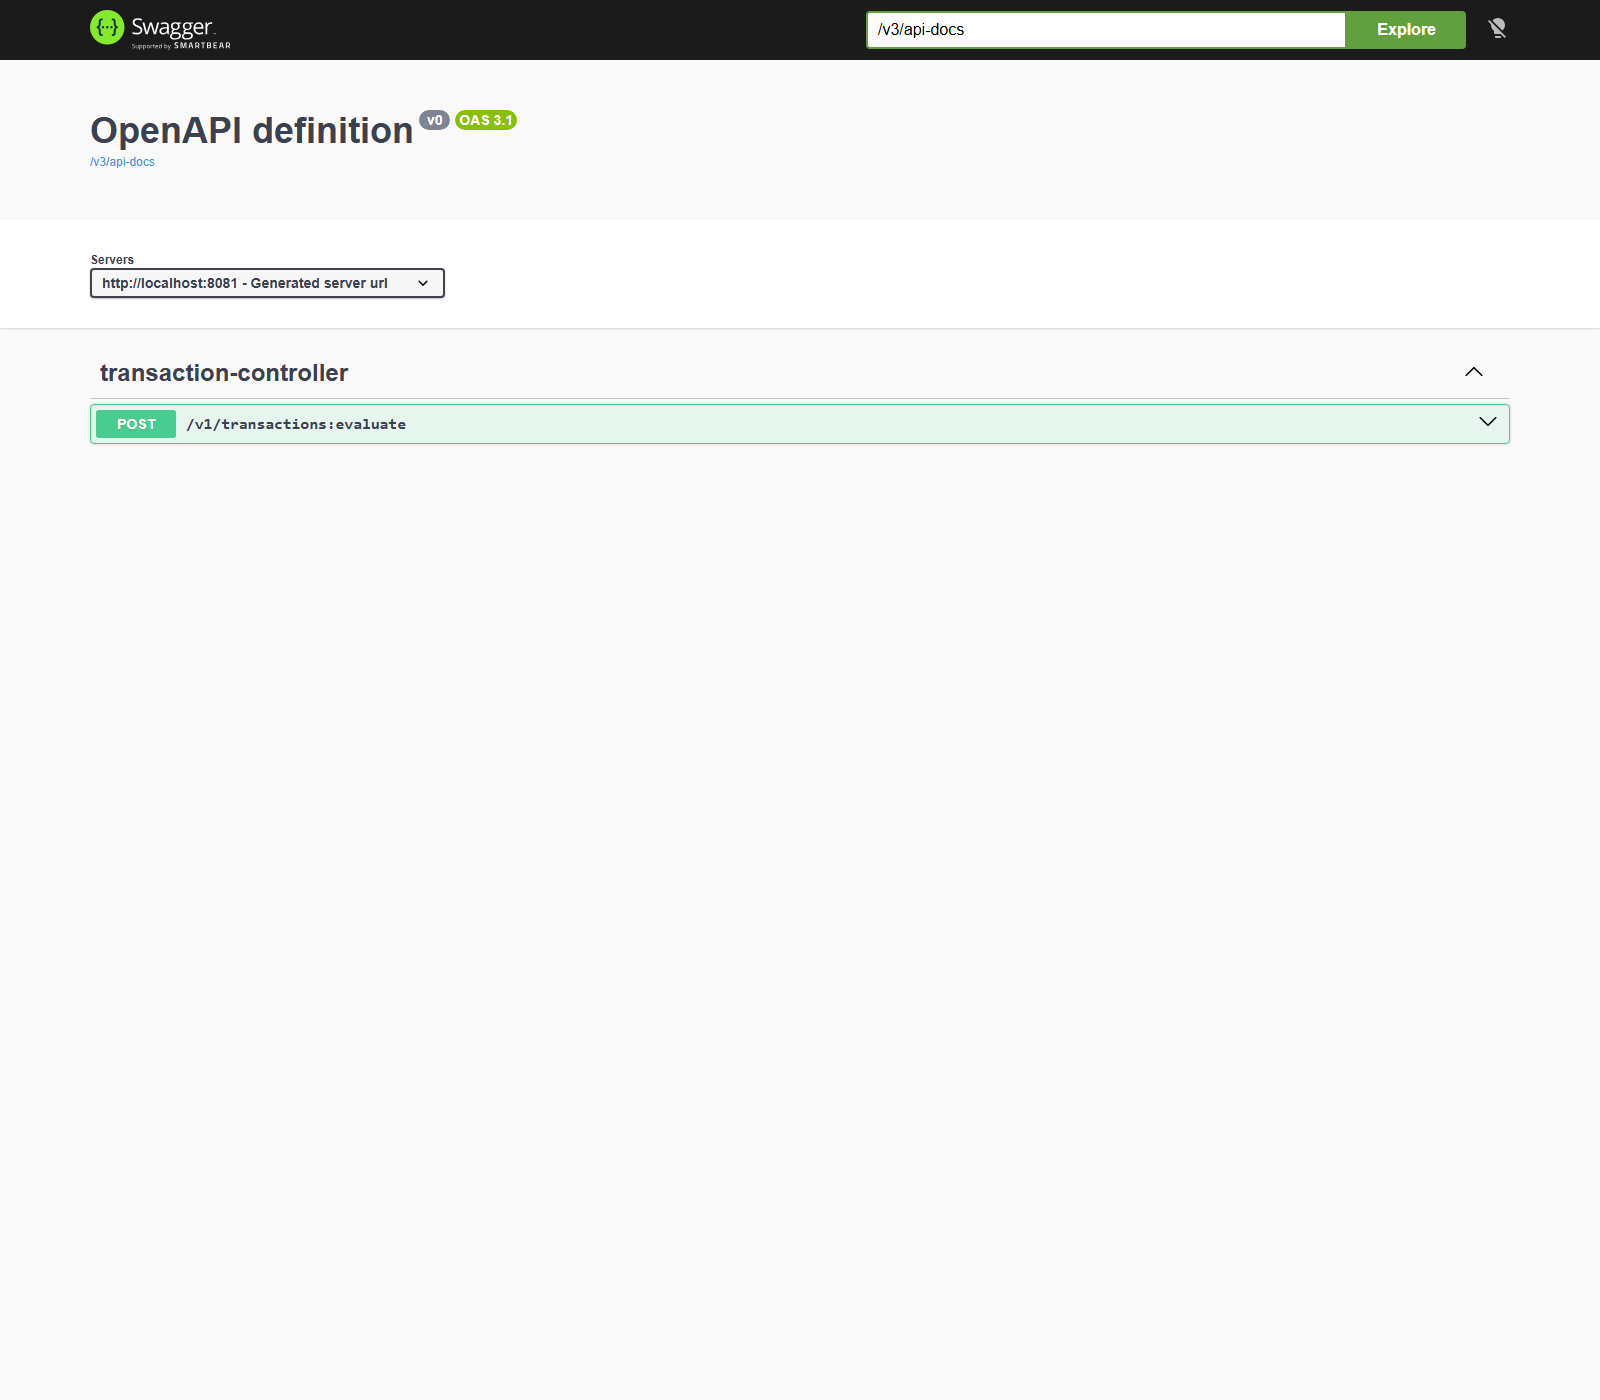 Swagger.
Supported by SMARTBEAR
/v3/api-docs
Explore
OpenAPI definition v0 OAS 3.1
/v3/api-docs
Servers
http://localhost:8081 - Generated server url
transaction-controller
POST /v1/transactions:evaluate